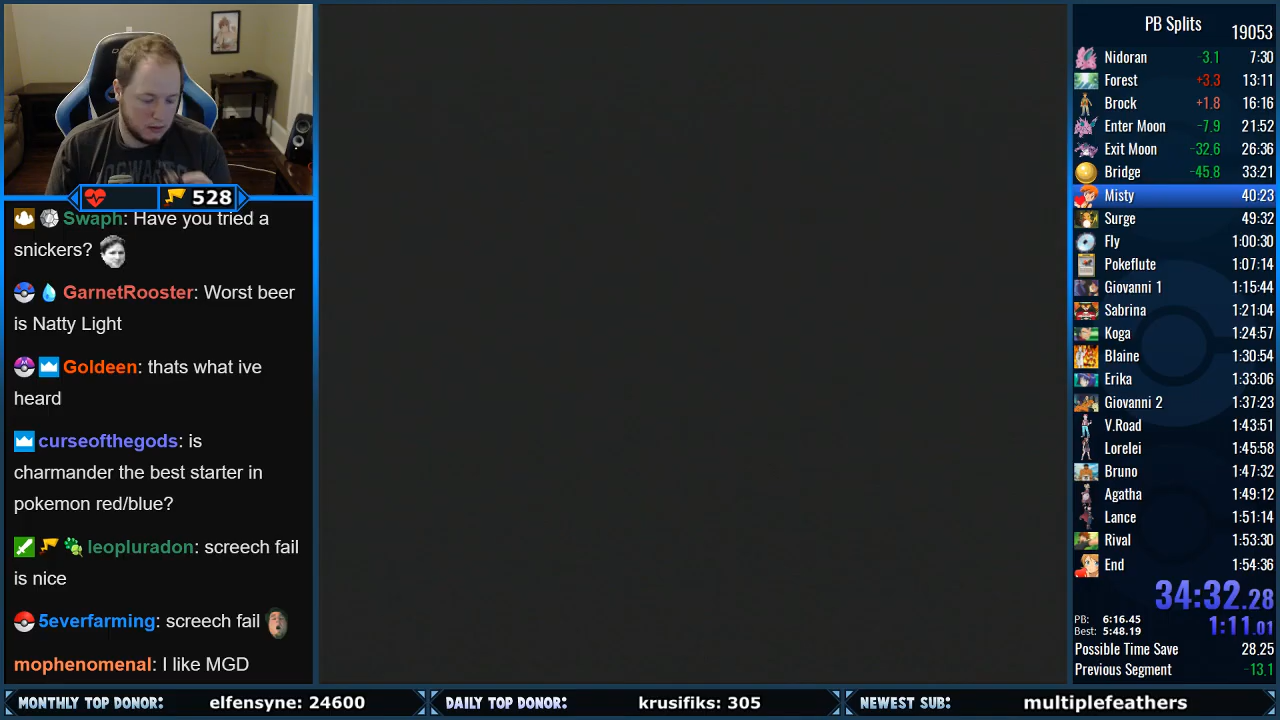 528
Swaph: Have you tried a
snickers?
GarnetRooster: Worst beer
is Natty Light
Goldeen: thats what ive
heard
curseofthegods: is
charmander the best starter in
pokemon red/blue?
leopluradon: screech fail
is nice
5everfarming: screech fail
mophenomenal: I like MGD
PB Splits
19053
Nidoran -3.1 7:30
Forest +3.3 13:11
Brock +1.8 16:16
Enter Moon -7.9 21:52
Exit Moon -32.6 26:36
Bridge -45.8 33:21
Misty 40:23
Surge 49:32
Fly 1:00:30
Pokeflute 1:07:14
Giovanni 1 1:15:44
Sabrina 1:21:04
Koga 1:24:57
Blaine 1:30:54
Erika 1:33:06
Giovanni 2 1:37:23
V.Road 1:43:51
Lorelei 1:45:58
Bruno 1:47:32
Agatha 1:49:12
Lance 1:51:14
Rival 1:53:30
End 1:54:36
34:32.28
PB: 6:16.45
Best: 5:48.19
1:11.01
Possible Time Save 28.25
Previous Segment -13.1
MONTHLY TOP DONOR: elfensyne: 24600
DAILY TOP DONOR: krusifiks: 305
NEWEST SUB: multiplefeathers